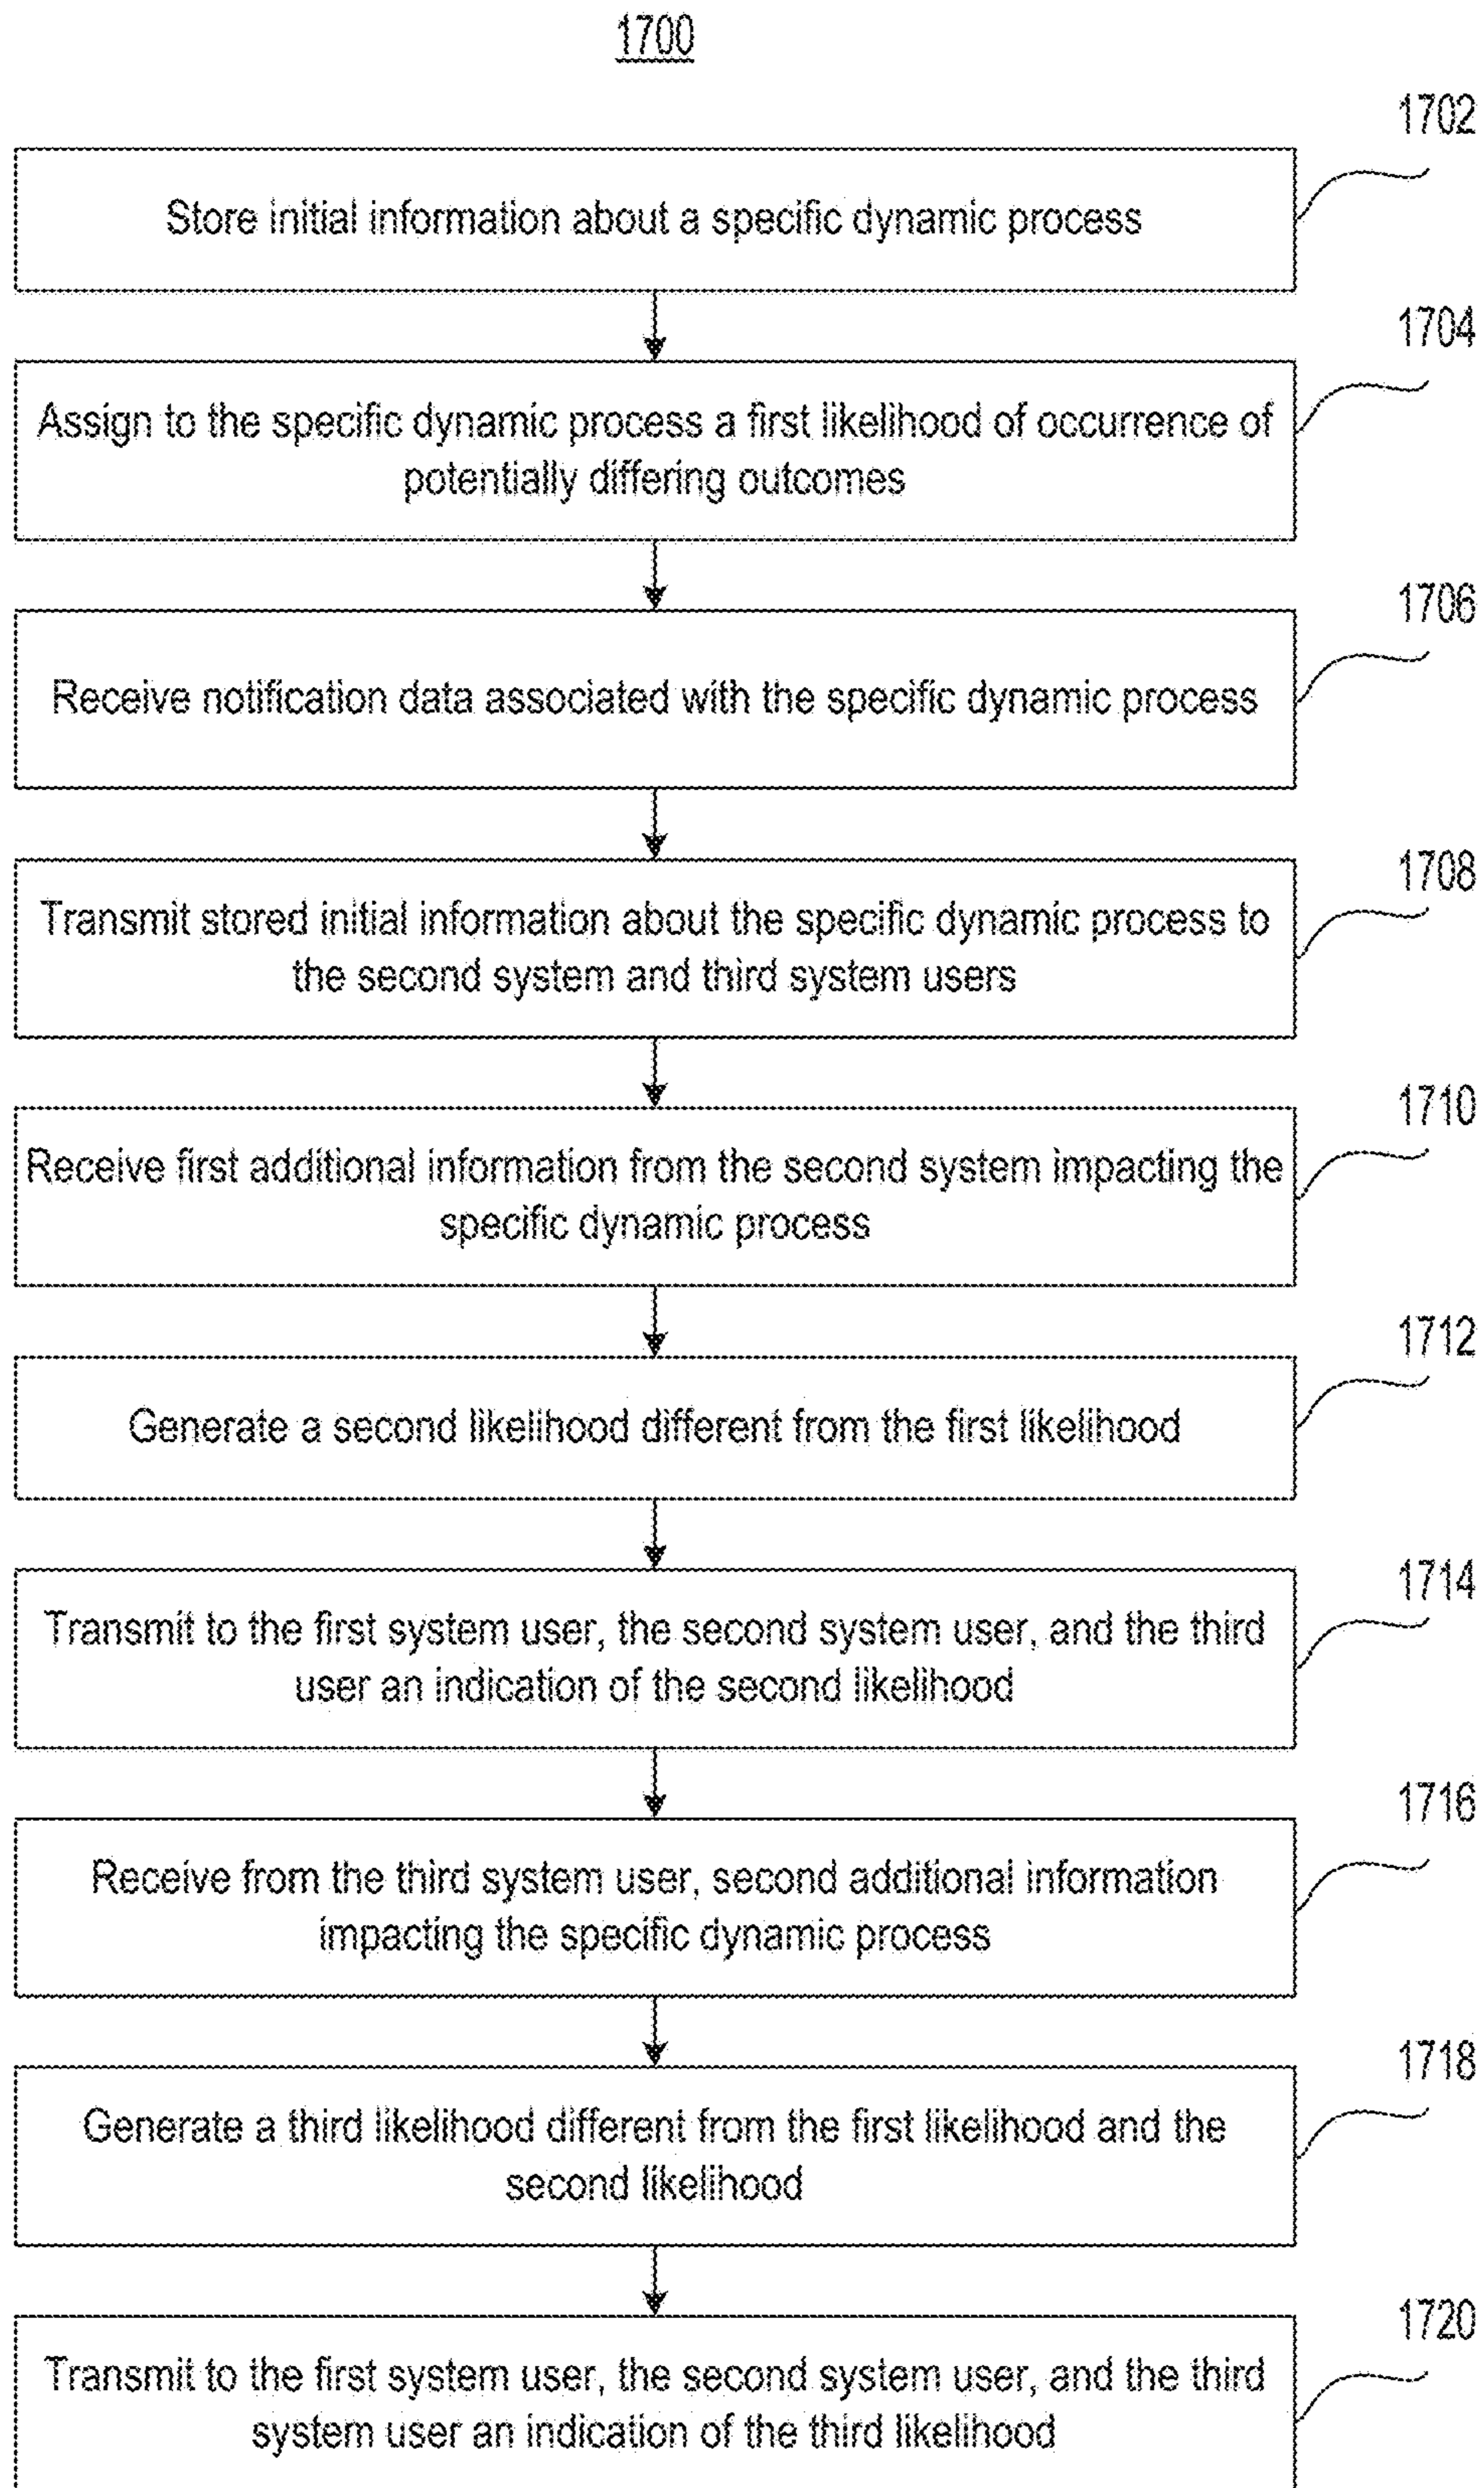 1700
1702
Store initial information about a specific dynamic process
1704
Assign to the specific dynamic process a first likelihood of occurrence of
potentially differing outcomes
1706
Receive notification data associated with the specific dynamic process
1708
Transmit stored initial information about the specific dynamic process to
the second system and third system users
1710
Receive first additional information from the second system impacting the
specific dynamic process
1712
Generate a second likelihood different from the first likelihood
1714
Transmit to the first system user, the second system user, and the third
user an indication of the second likelihood
1716
Receive from the third system user, second additional information
impacting the specific dynamic process
1718
Generate a third likelihood different from the first likelihood and the
second likelihood
1720
Transmit to the first system user, the second system user, and the third
system user an indication of the third likelihood